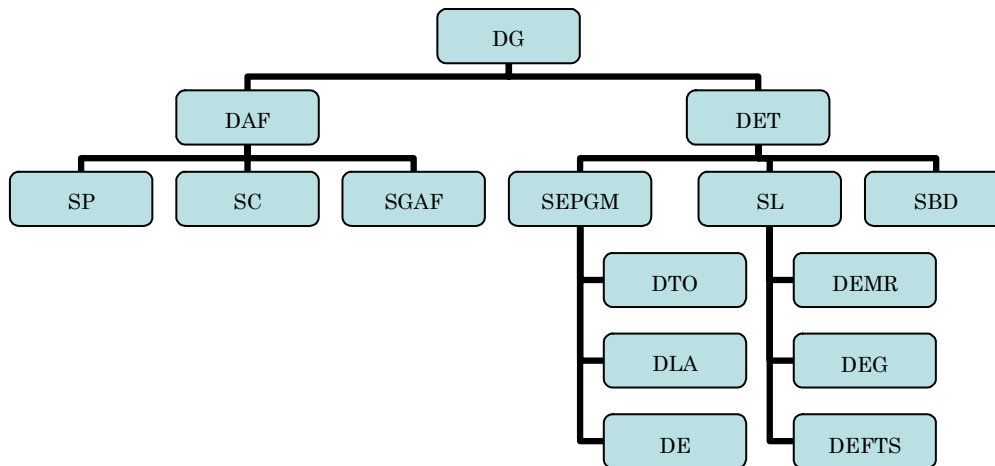 DG
DAF
DET
SP
SC
SGAF
SEPGM
SL
SBD
DTO
DEMR
DLA
DEG
DE
DEFTS